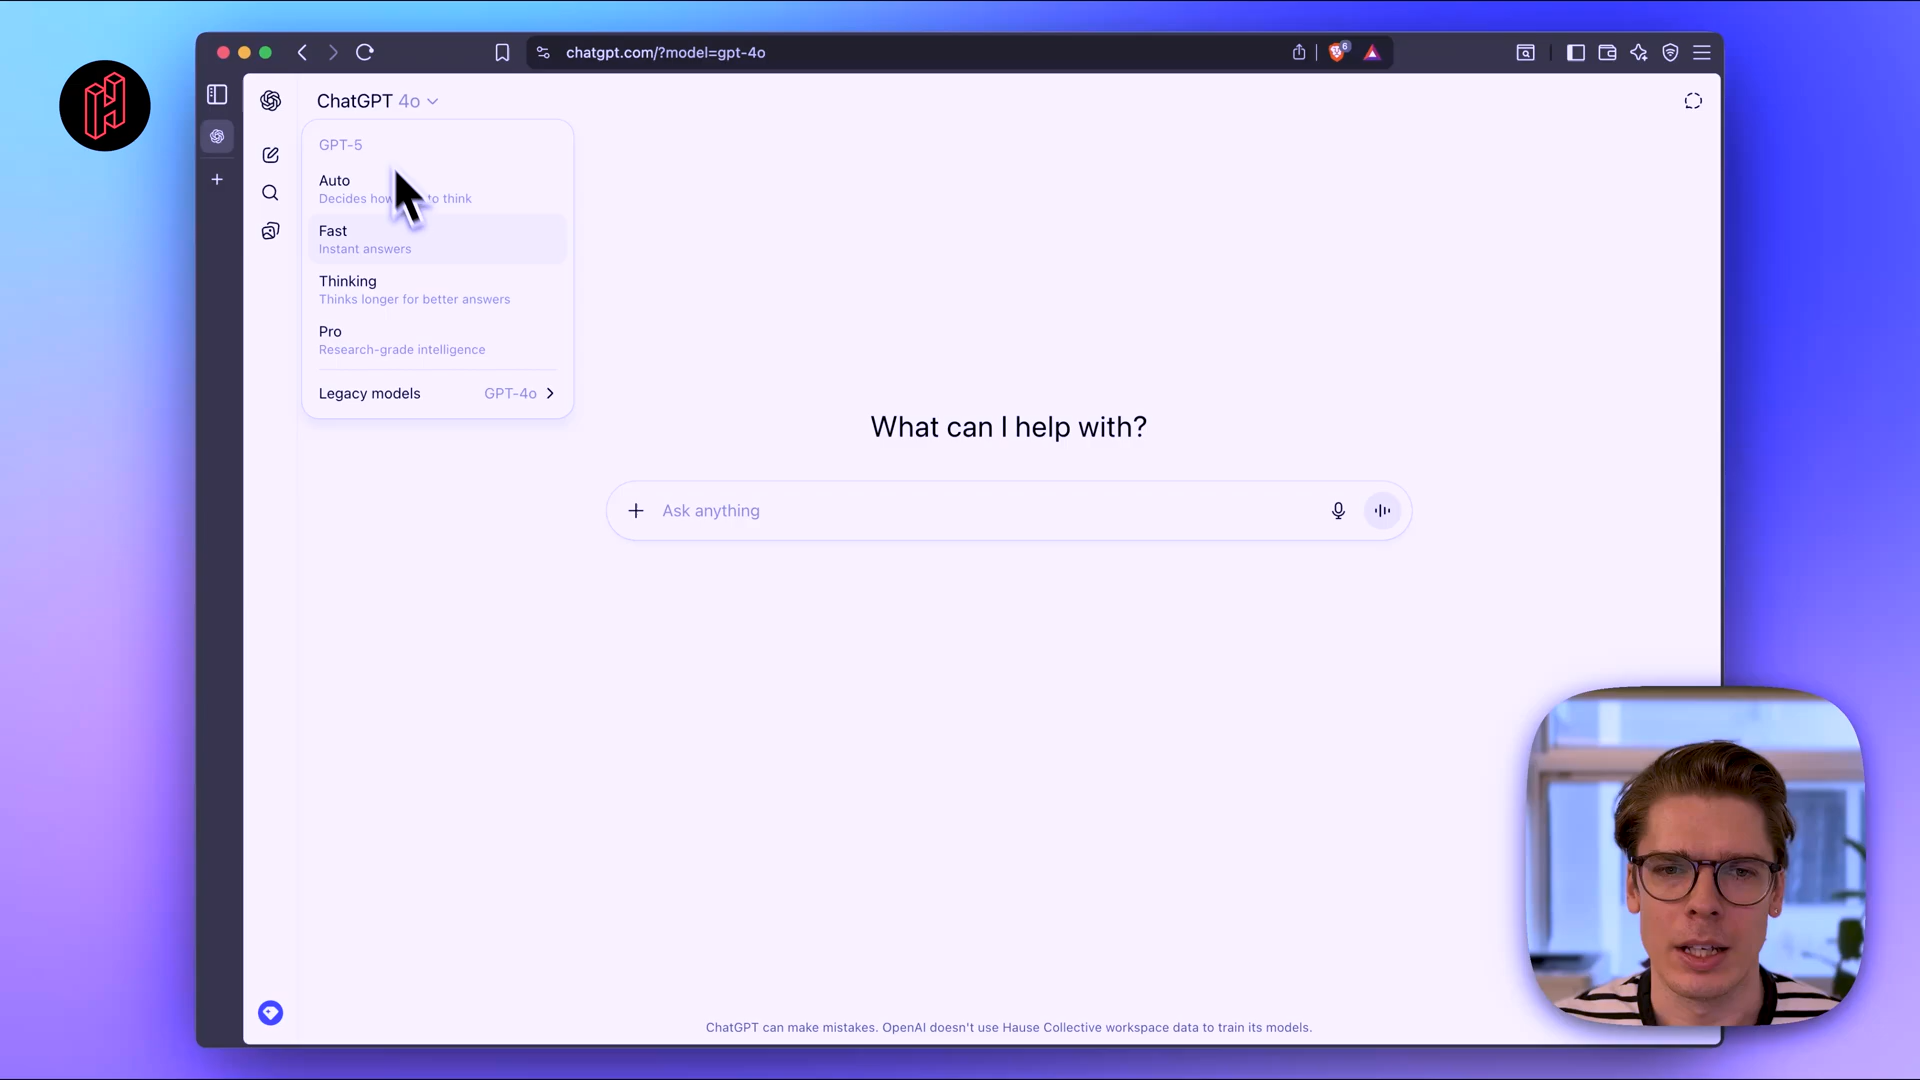 chatgpt.com/?model=gpt-4o
6
ChatGPT 4o
GPT-5
Auto
Decides how to think
Fast
Instant answers
Thinking
Thinks longer for better answers
Pro
Research-grade intelligence
Legacy models GPT-4o
What can I help with?
Ask anything
ChatGPT can make mistakes. OpenAI doesn't use Hause Collective workspace data to train its models.